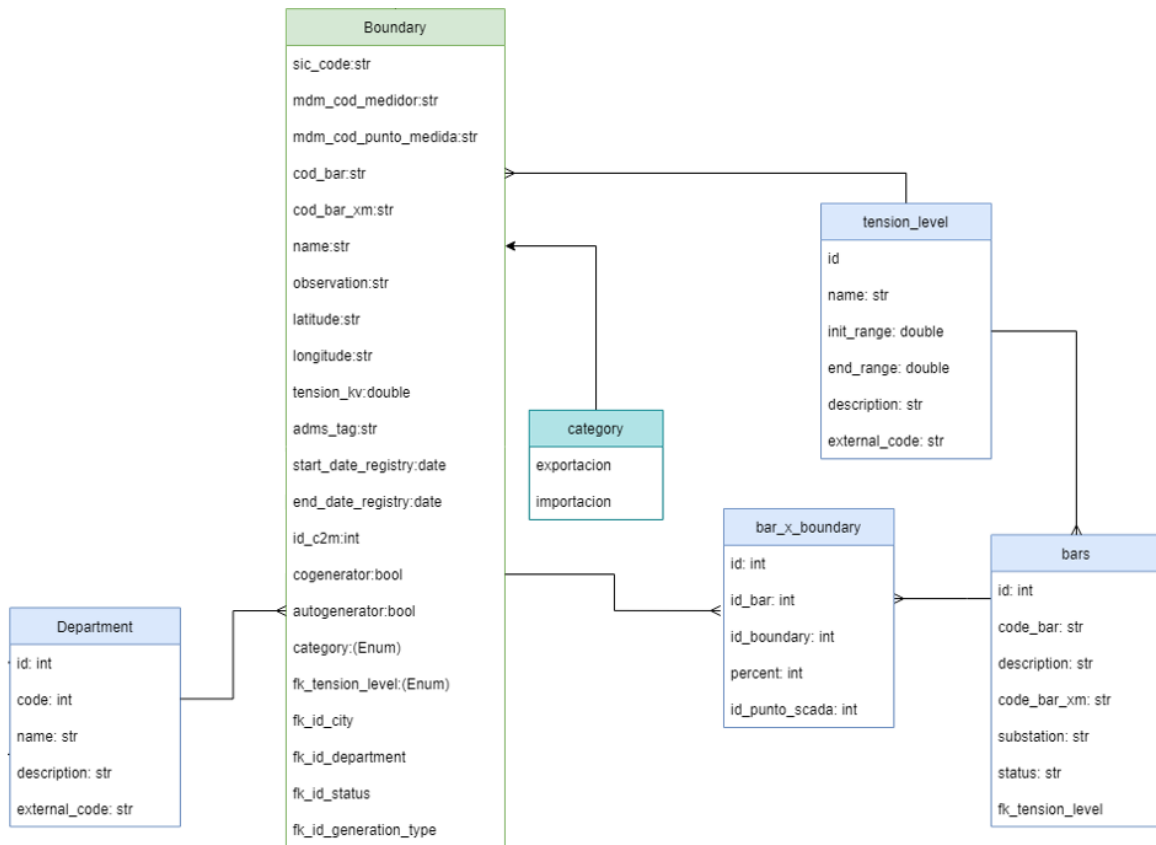 Boundary
sic_code:str
mdm_cod_medidor:str
mdm_cod_punto_medida:str
cod_bar:str
cod_bar_xm:str
name:str
observation:str
latitude:str
longitude:str
tension_kv:double
adms_tag:str
start_date_registry:date
end_date_registry:date
id_c2m:int
cogenerator:bool
autogenerator:bool
category:(Enum)
fk_tension_level:(Enum)
fk_id_city
fk_id_department
fk_id_status
fk_id_generation_type
tension_level
id
name: str
init_range: double
end_range: double
description: str
external_code: str
category
exportacion
importacion
bar_x_boundary
id: int
id_bar: int
id_boundary: int
percent: int
id_punto_scada: int
bars
id: int
code_bar: str
description: str
code_bar_xm: str
substation: str
status: str
fk_tension_level
Department
id: int
code: int
name: str
description: str
external_code: str